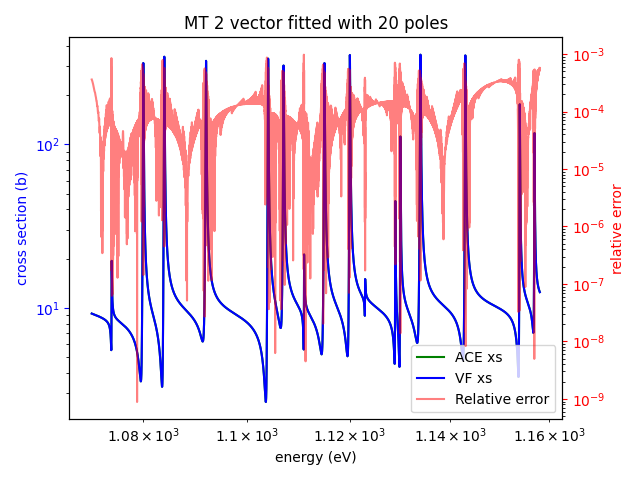 MT 2 vector fitted with 20 poles
cross section (b)
10²
10¹
relative error
10⁻³
10⁻⁴
10⁻⁵
10⁻⁶
10⁻⁷
10⁻⁸
10⁻⁹
ACE xs
VF xs
Relative error
1.08 × 10³ 1.1 × 10³ 1.12 × 10³ 1.14 × 10³ 1.16 × 10³
energy (eV)